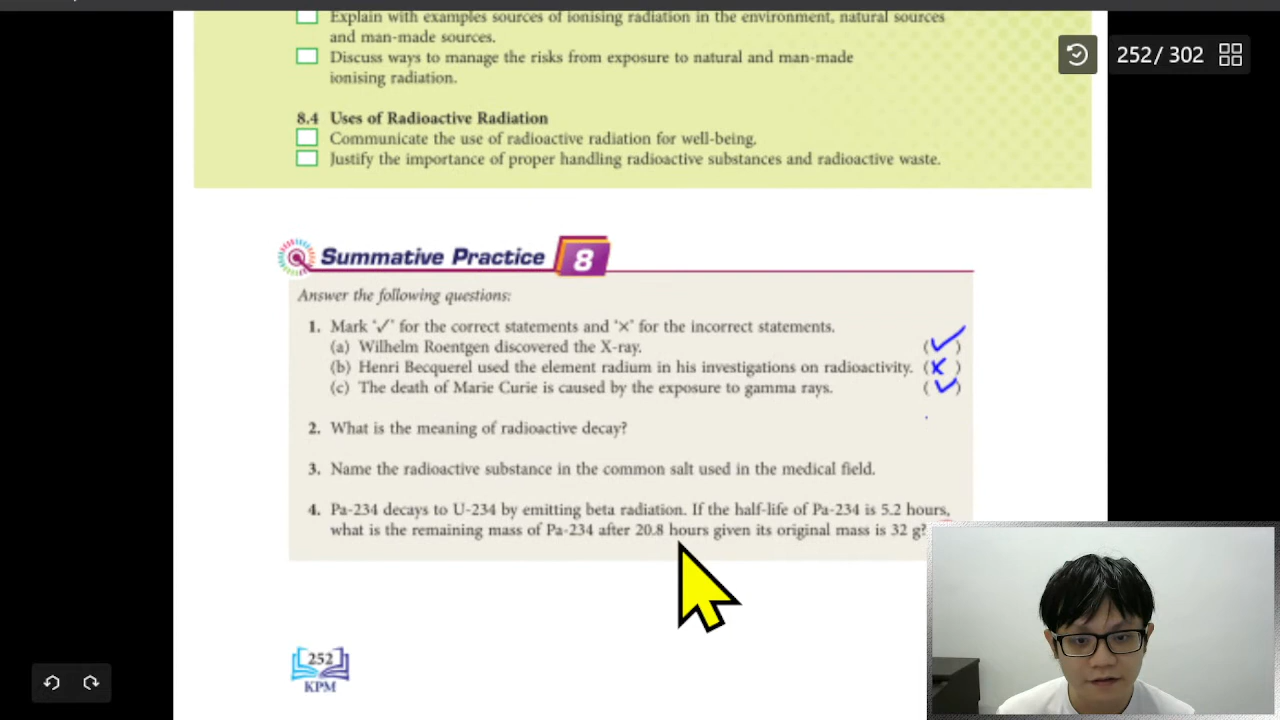 Explain with examples sources of ionising radiation in the environment, natural sources
and man-made sources.
Discuss ways to manage the risks from exposure to natural and man-made
ionising radiation.
252/ 302
8.4 Uses of Radioactive Radiation
Communicate the use of radioactive radiation for well-being.
Justify the importance of proper handling radioactive substances and radioactive waste.
Summative Practice 8
Answer the following questions:
1. Mark ‘✓’ for the correct statements and ‘×’ for the incorrect statements.
(a) Wilhelm Roentgen discovered the X-ray. (✓)
(b) Henri Becquerel used the element radium in his investigations on radioactivity. (×)
(c) The death of Marie Curie is caused by the exposure to gamma rays. (✓)
2. What is the meaning of radioactive decay?
3. Name the radioactive substance in the common salt used in the medical field.
4. Pa-234 decays to U-234 by emitting beta radiation. If the half-life of Pa-234 is 5.2 hours,
what is the remaining mass of Pa-234 after 20.8 hours given its original mass is 32 g?
252
KPM